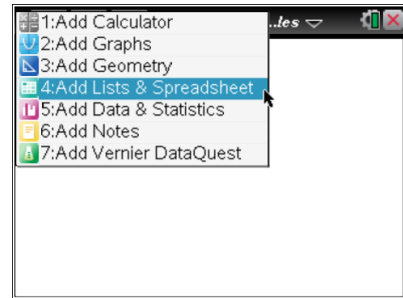 1:Add Calculator
..les
2:Add Graphs
3:Add Geometry
4:Add Lists & Spreadsheet
5:Add Data & Statistics
6:Add Notes
7:Add Vernier DataQuest